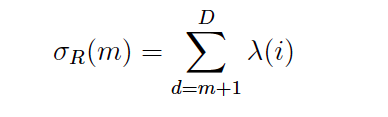 σ_R(m) = \sum_{d=m+1}^{D} λ(i)